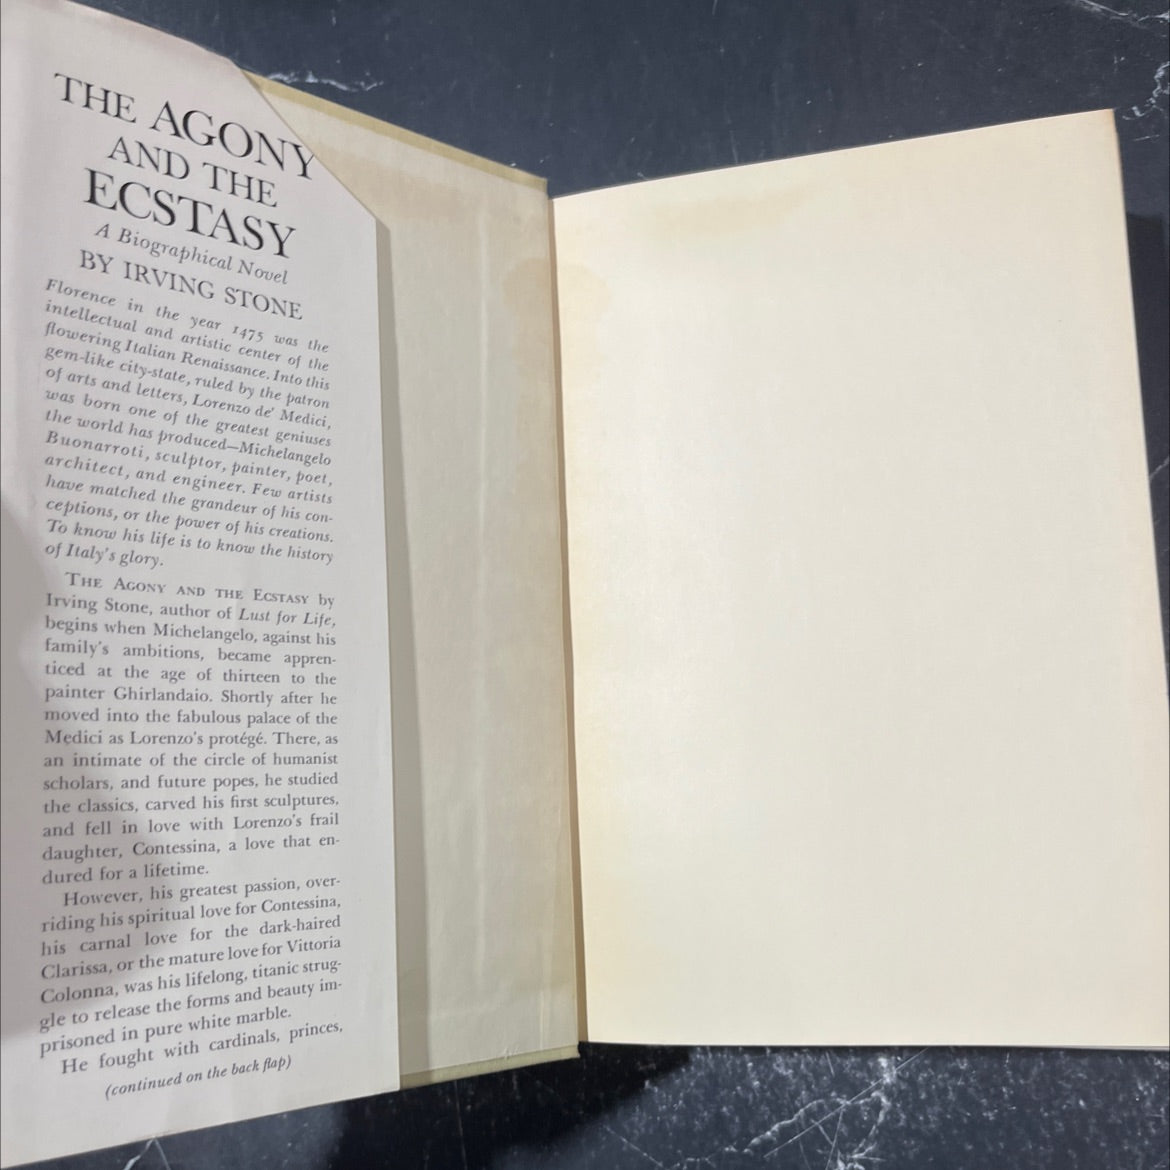 THE AGONY
AND THE
ECSTASY
A Biographical Novel
BY IRVING STONE
Florence in the year 1475 was the
intellectual and artistic center of the
flowering Italian Renaissance. Into this
gem-like city-state, ruled by the patron
of arts and letters, Lorenzo de' Medici,
was born one of the greatest geniuses
the world has produced—Michelangelo
Buonarroti, sculptor, painter, poet,
architect, and engineer. Few artists
have matched the grandeur of his con-
ceptions, or the power of his creations.
To know his life is to know the history
of Italy's glory.
THE AGONY AND THE ECSTASY by
Irving Stone, author of Lust for Life,
begins when Michelangelo, against his
family's ambitions, became appren-
ticed at the age of thirteen to the
painter Ghirlandaio. Shortly after he
moved into the fabulous palace of the
Medici as Lorenzo's protégé. There, as
an intimate of the circle of humanist
scholars, and future popes, he studied
the classics, carved his first sculptures,
and fell in love with Lorenzo's frail
daughter, Contessina, a love that en-
dured for a lifetime.
However, his greatest passion, over-
riding his spiritual love for Contessina,
his carnal love for the dark-haired
Clarissa, or the mature love for Vittoria
Colonna, was his lifelong, titanic strug-
gle to release the forms and beauty im-
prisoned in pure white marble.
He fought with cardinals, princes,
(continued on the back flap)